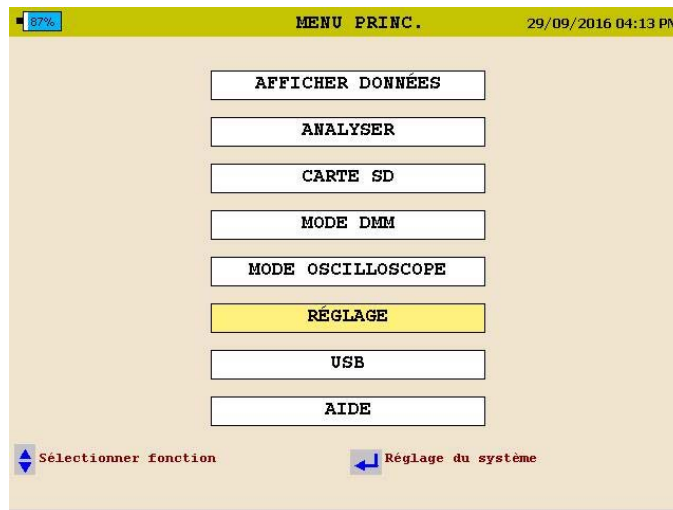 87% MENU PRINC. 29/09/2016 04:13 PM
AFFICHER DONNÉES
ANALYSER
CARTE SD
MODE DMM
MODE OSCILLOSCOPE
RÉGLAGE
USB
AIDE
Sélectionner fonction Réglage du système